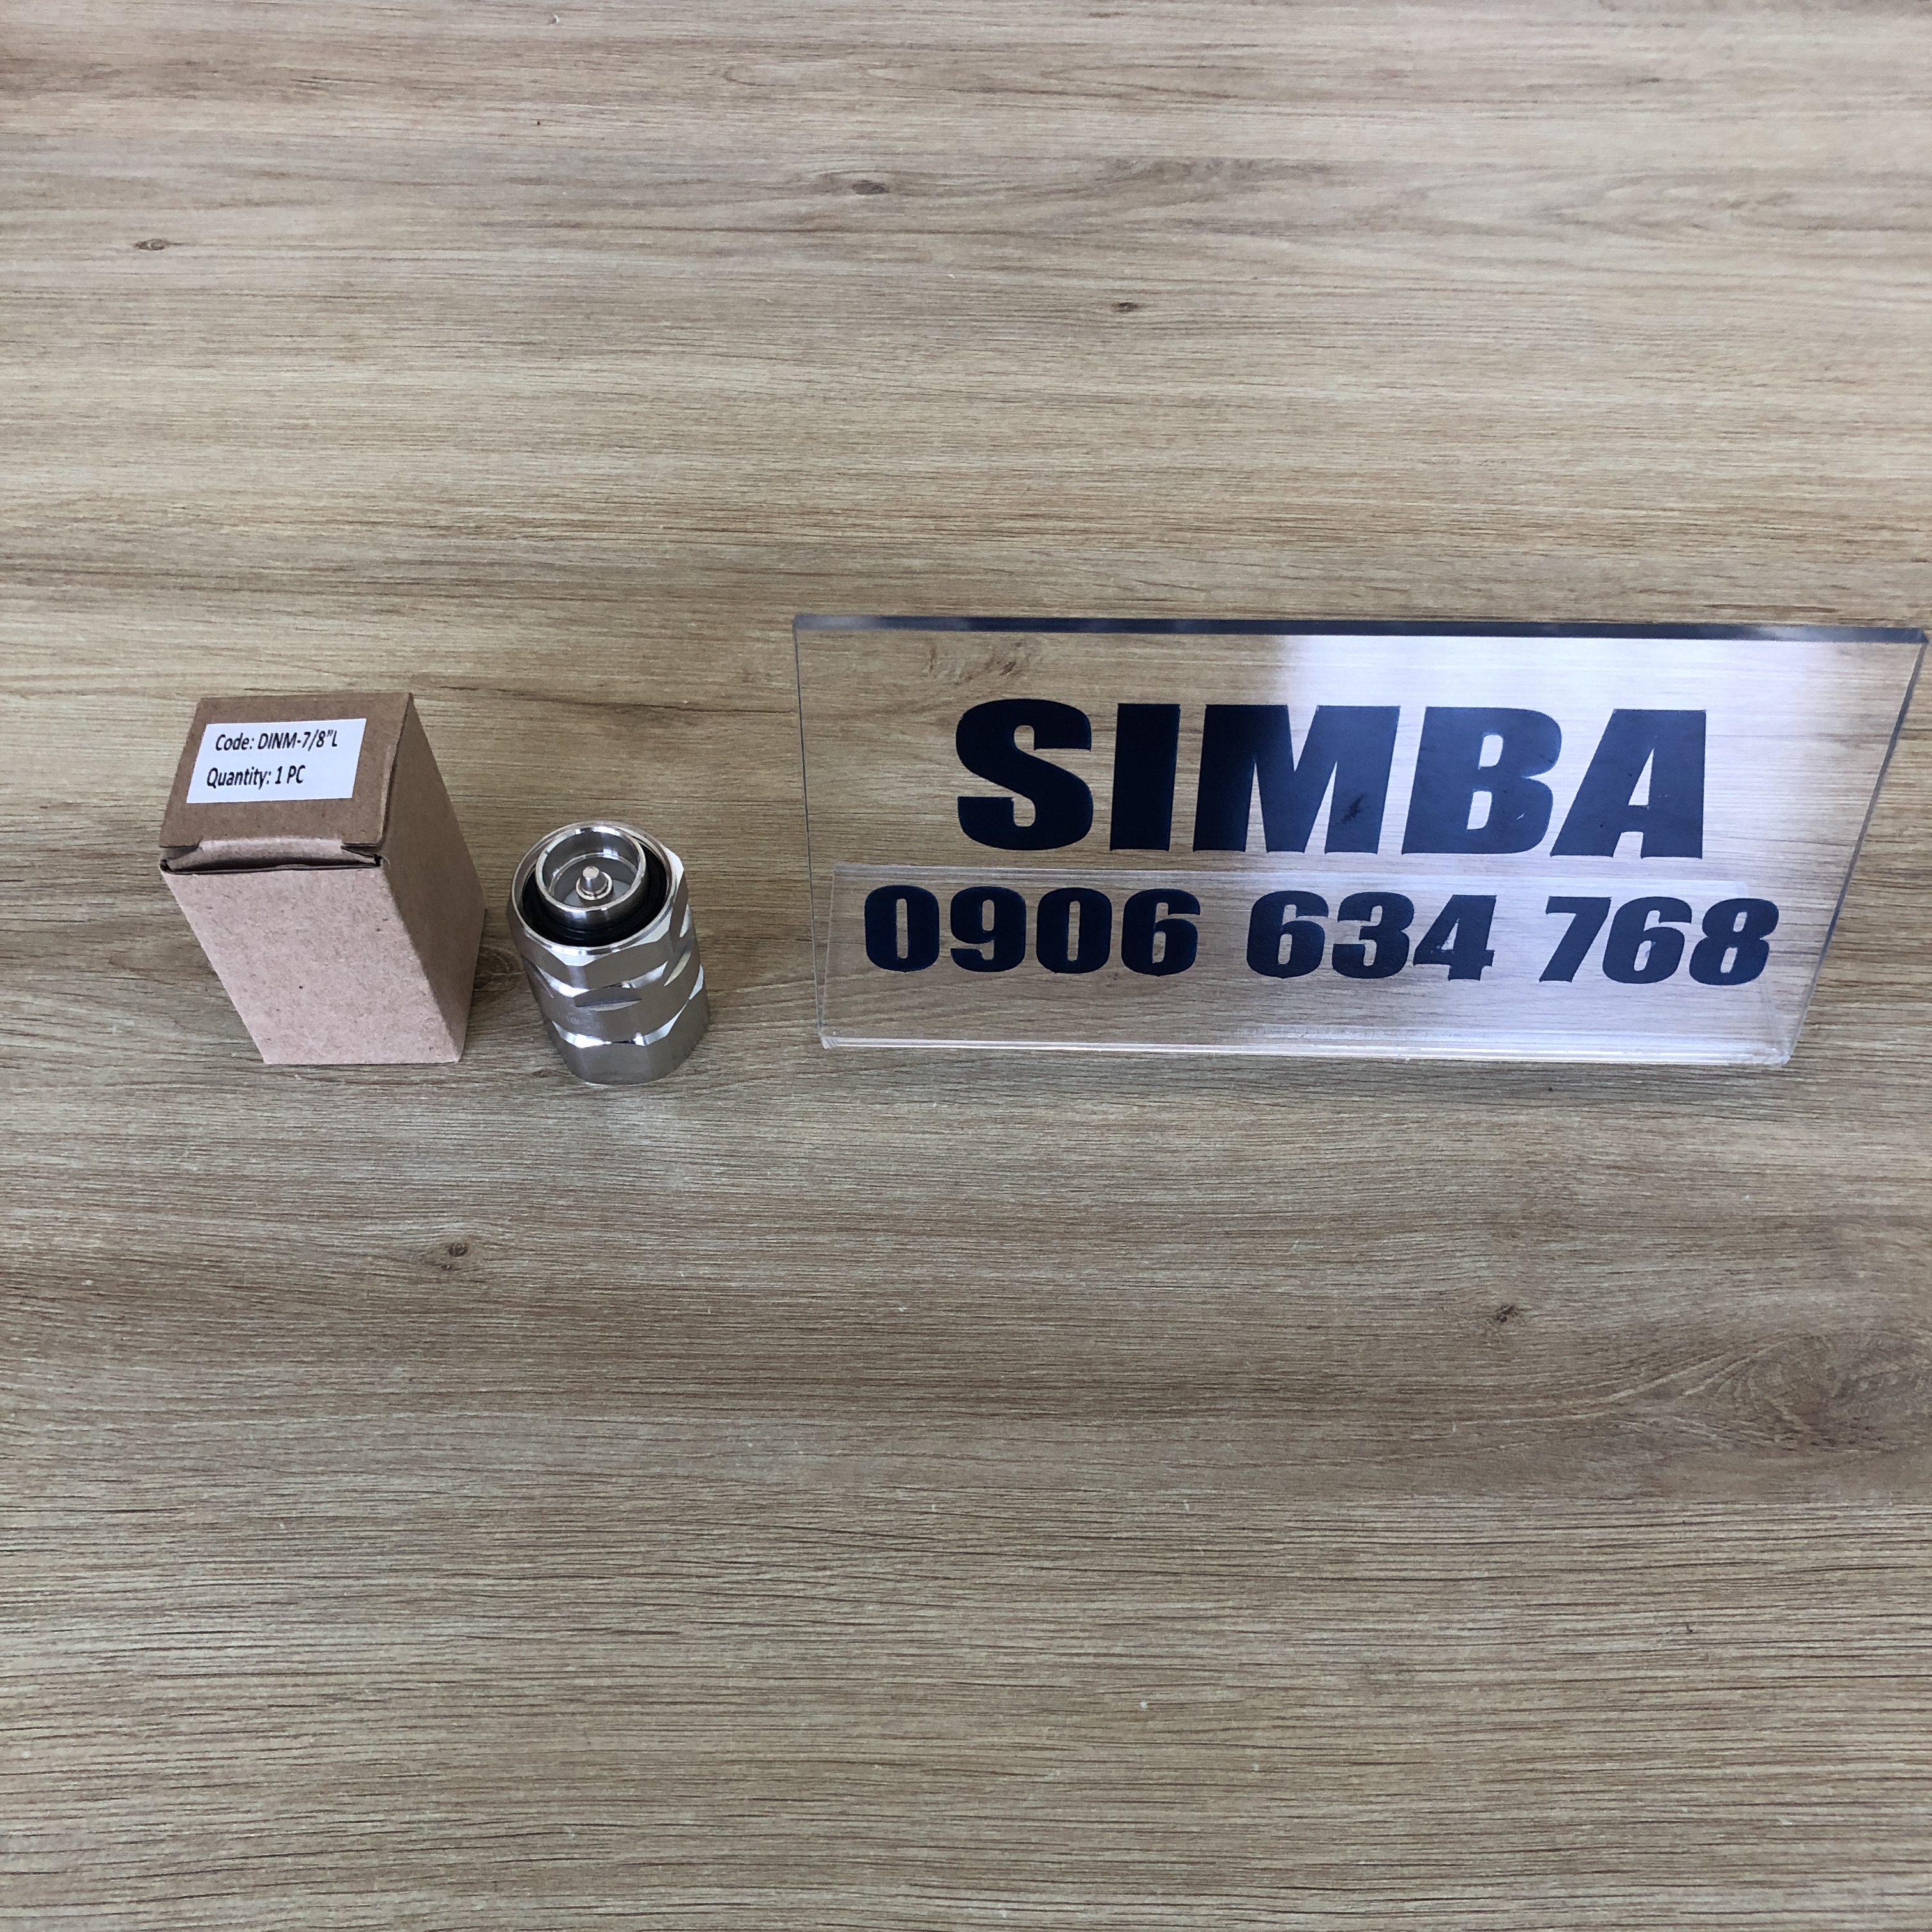 Code: DINM-7/8"L
Quantity: 1 PC
SIMBA
0906 634 768